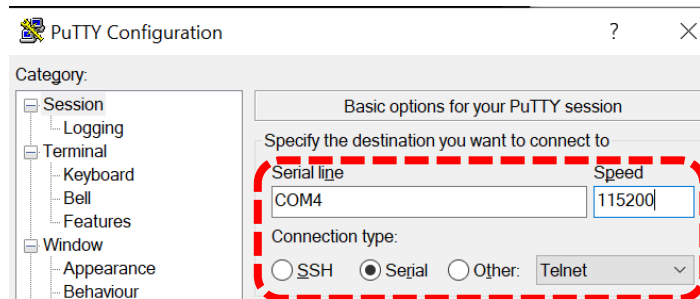 PuTTY Configuration
?
Category:
Session
Logging
Terminal
Keyboard
Bell
Features
Window
Appearance
Behaviour
Basic options for your PuTTY session
Specify the destination you want to connect to
Serial line
Speed
COM4
115200
Connection type:
SSH
Serial
Other:
Telnet